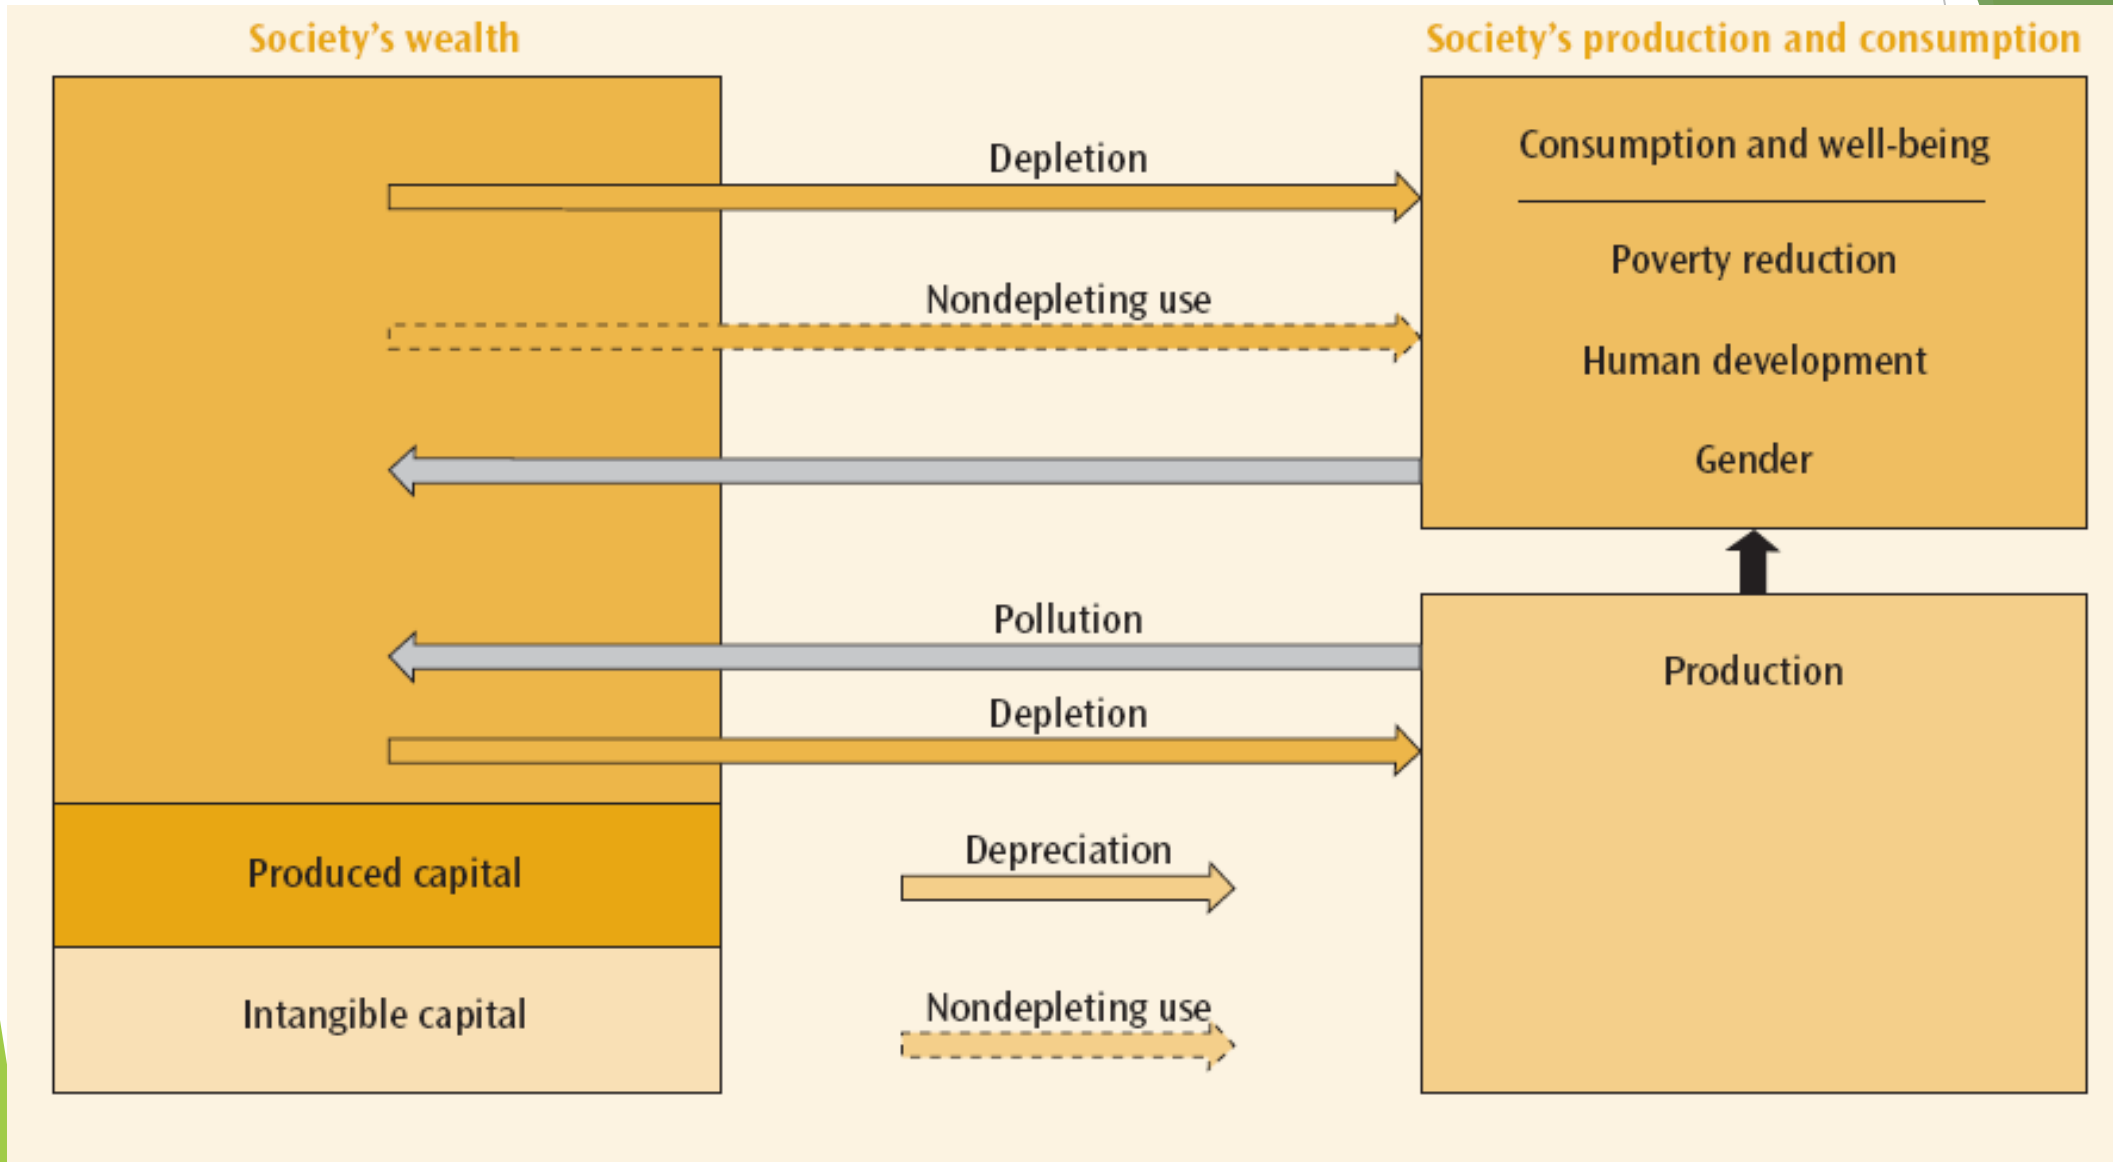 Society's wealth
Society's production and consumption
Depletion
Consumption and well-being
Nondepleting use
Poverty reduction
Human development
Gender
Pollution
Production
Depletion
Depreciation
Produced capital
Nondepleting use
Intangible capital